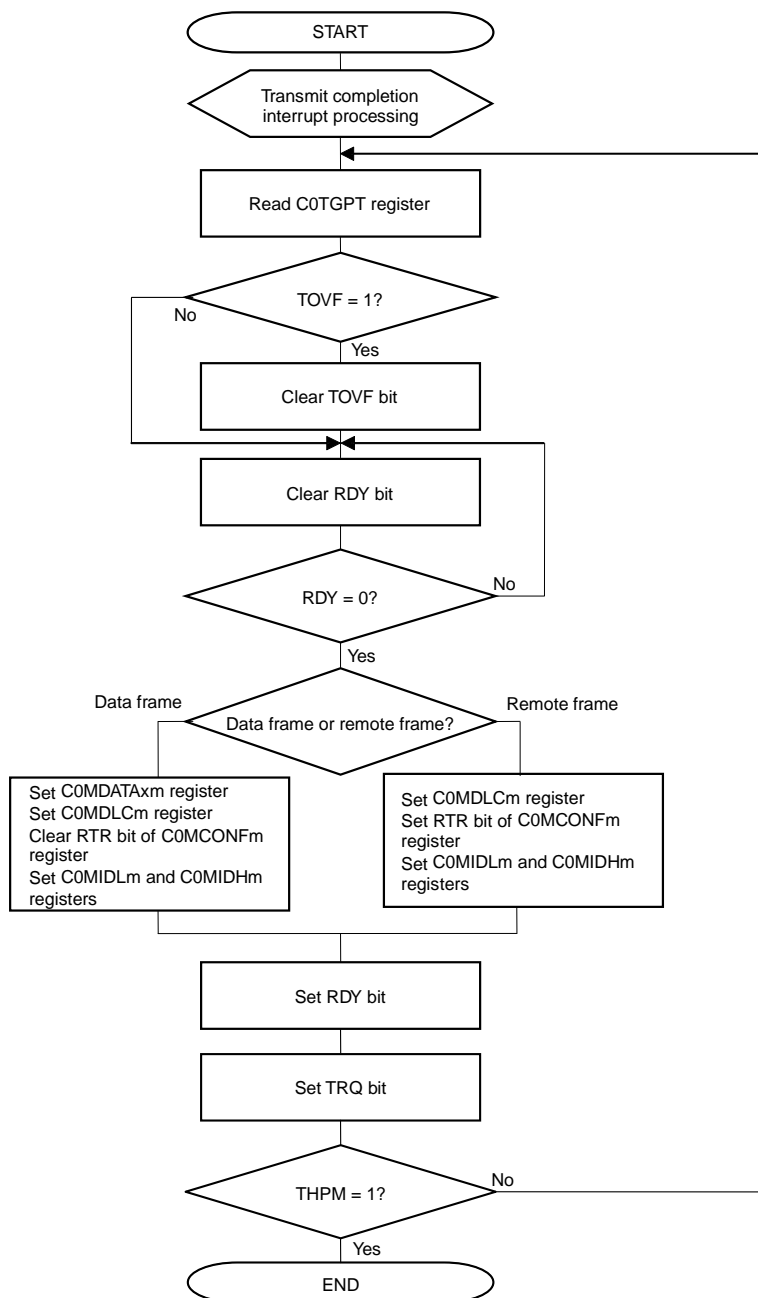 START
Transmit completion
interrupt processing
Read C0TGPT register
TOVF = 1?
No
Yes
Clear TOVF bit
Clear RDY bit
RDY = 0?
No
Yes
Data frame
Remote frame
Data frame or remote frame?
Set C0MDATAxm register
Set C0MDLCm register
Clear RTR bit of C0MCONFm
register
Set C0MIDLm and C0MIDHm
registers
Set C0MDLCm register
Set RTR bit of C0MCONFm
register
Set C0MIDLm and C0MIDHm
registers
Set RDY bit
Set TRQ bit
THPM = 1?
No
Yes
END